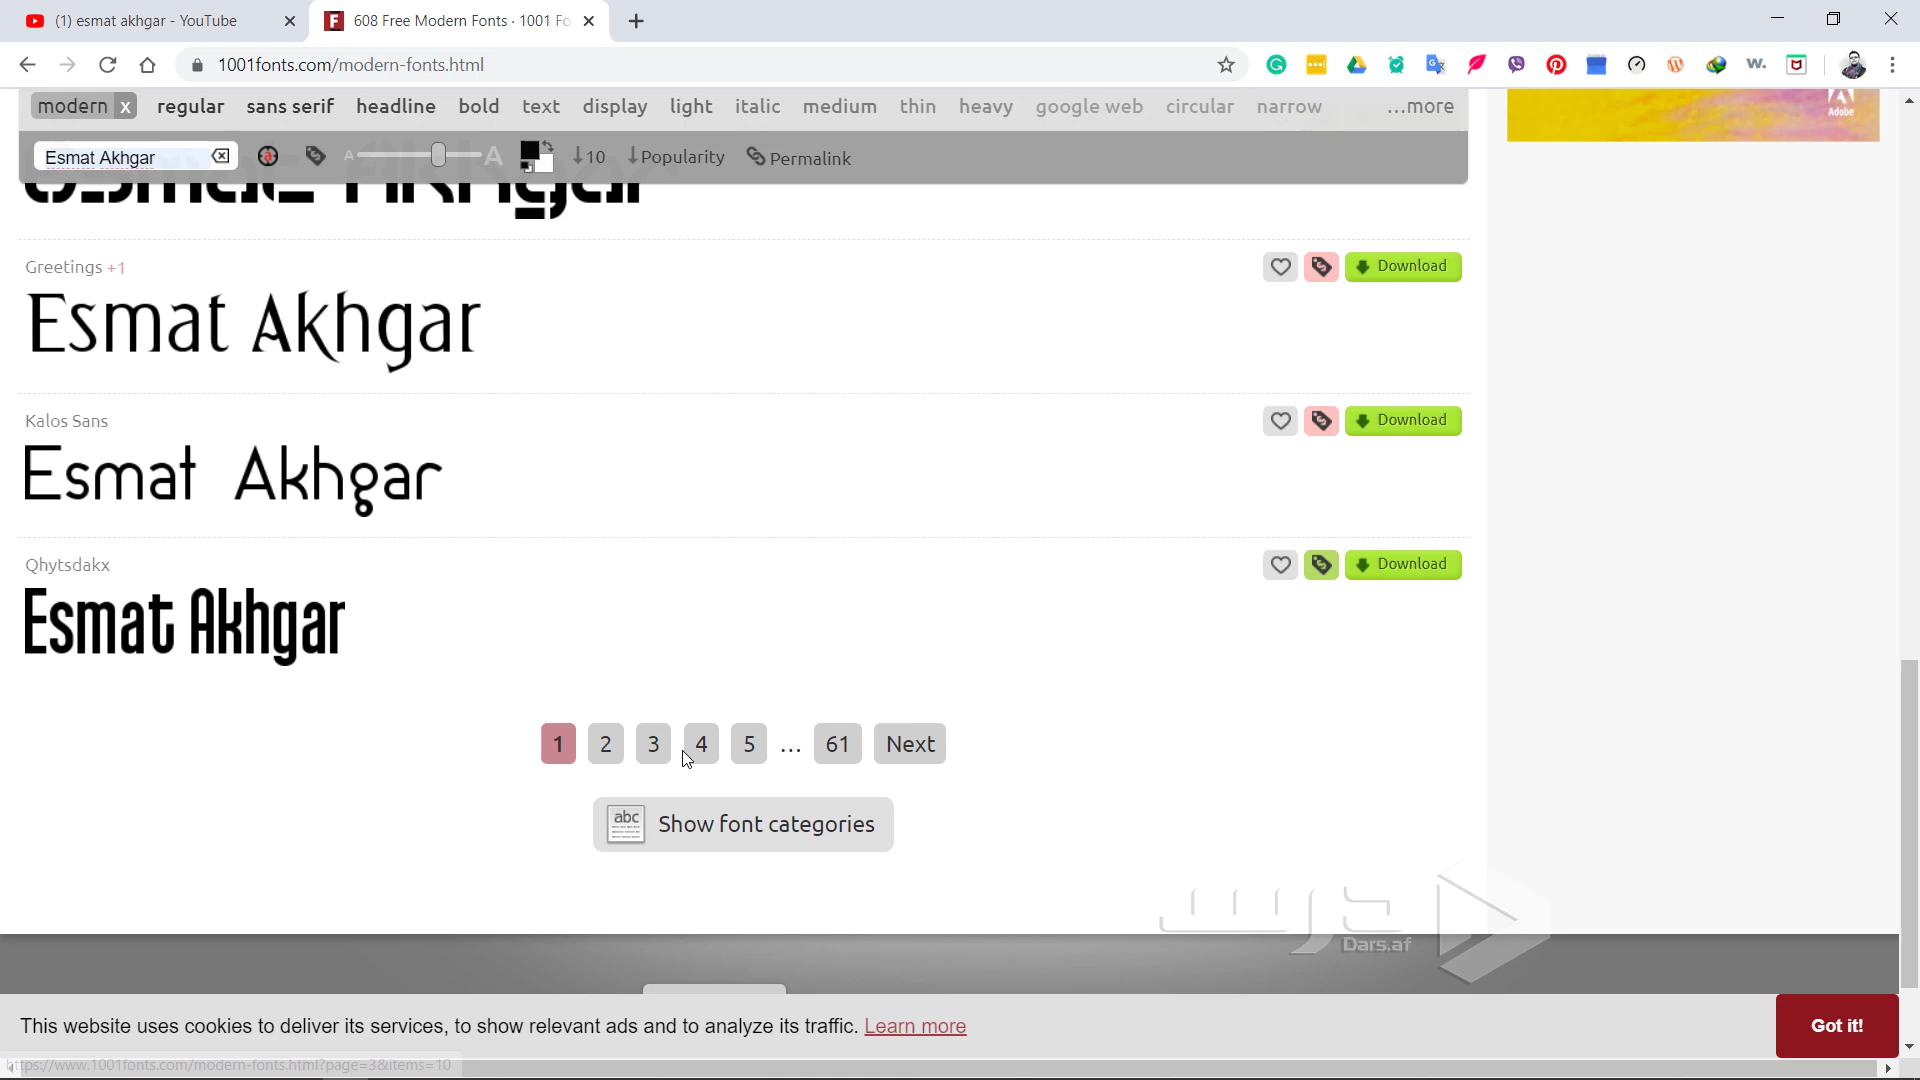 (1) esmat akhgar - YouTube
608 Free Modern Fonts · 1001 Fo
1001fonts.com/modern-fonts.html
modern x regular sans serif headline bold text display light italic medium thin heavy google web circular narrow ...more
Adobe
Esmat Akhgar A A ↓10 ↓Popularity Permalink
Esmat Akhgar
Greetings +1
Download
Esmat Akhgar
Kalos Sans
Download
Esmat Akhgar
Qhytsdakx
Download
Esmat Akhgar
1 2 3 4 5 ... 61 Next
abc Show font categories
درس
Dars.af
This website uses cookies to deliver its services, to show relevant ads and to analyze its traffic. Learn more
Got it!
https://www.1001fonts.com/modern-fonts.html?page=3&items=10